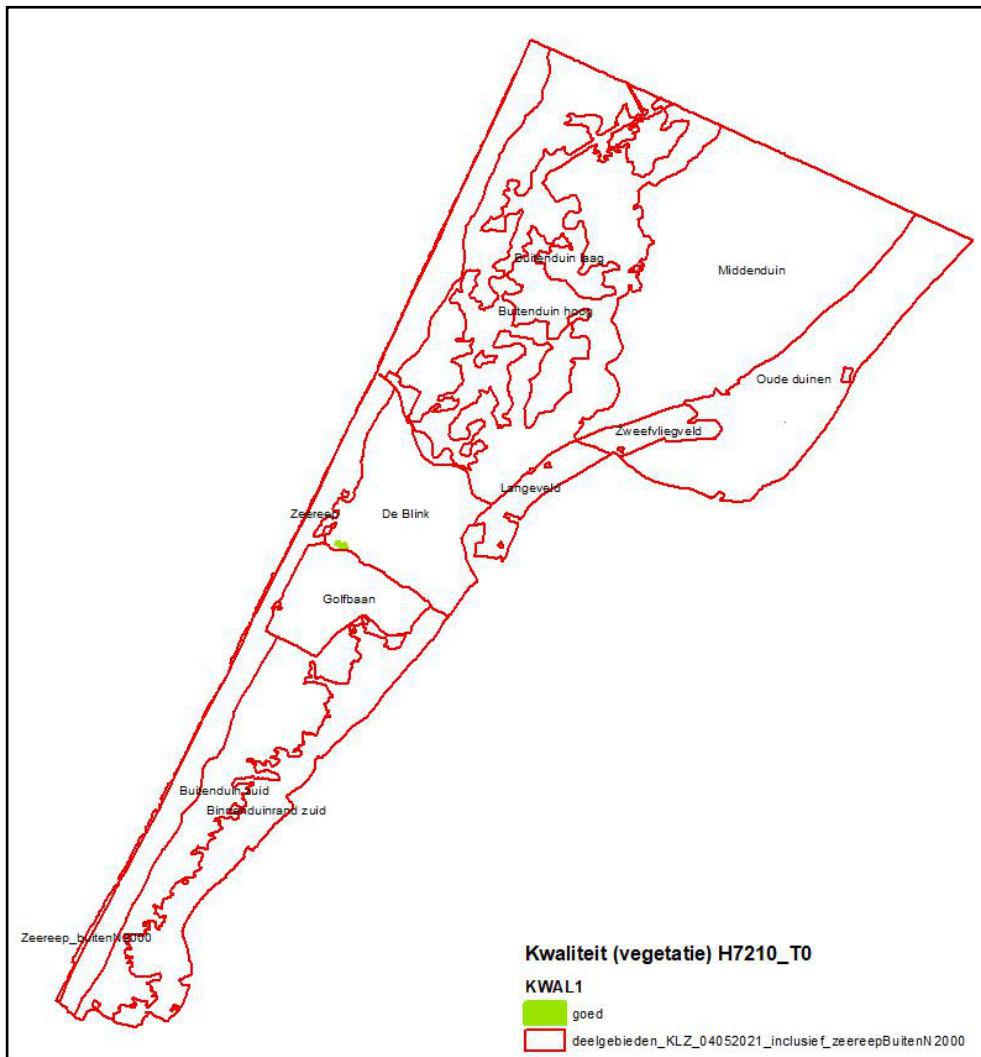 Buitenduin laag
Middenduin
Buitenduin hoog
Oude duinen
Zweefvliegveld
Langeveld
Zeereep
De Blink
Golfbaan
Buitenduin zuid
Binnenduinrand zuid
Zeereep_buitenN2000
Kwaliteit (vegetatie) H7210_T0
KWAL1
goed
deelgebieden_KLZ_04052021_inclusief_zeereepBuitenN2000